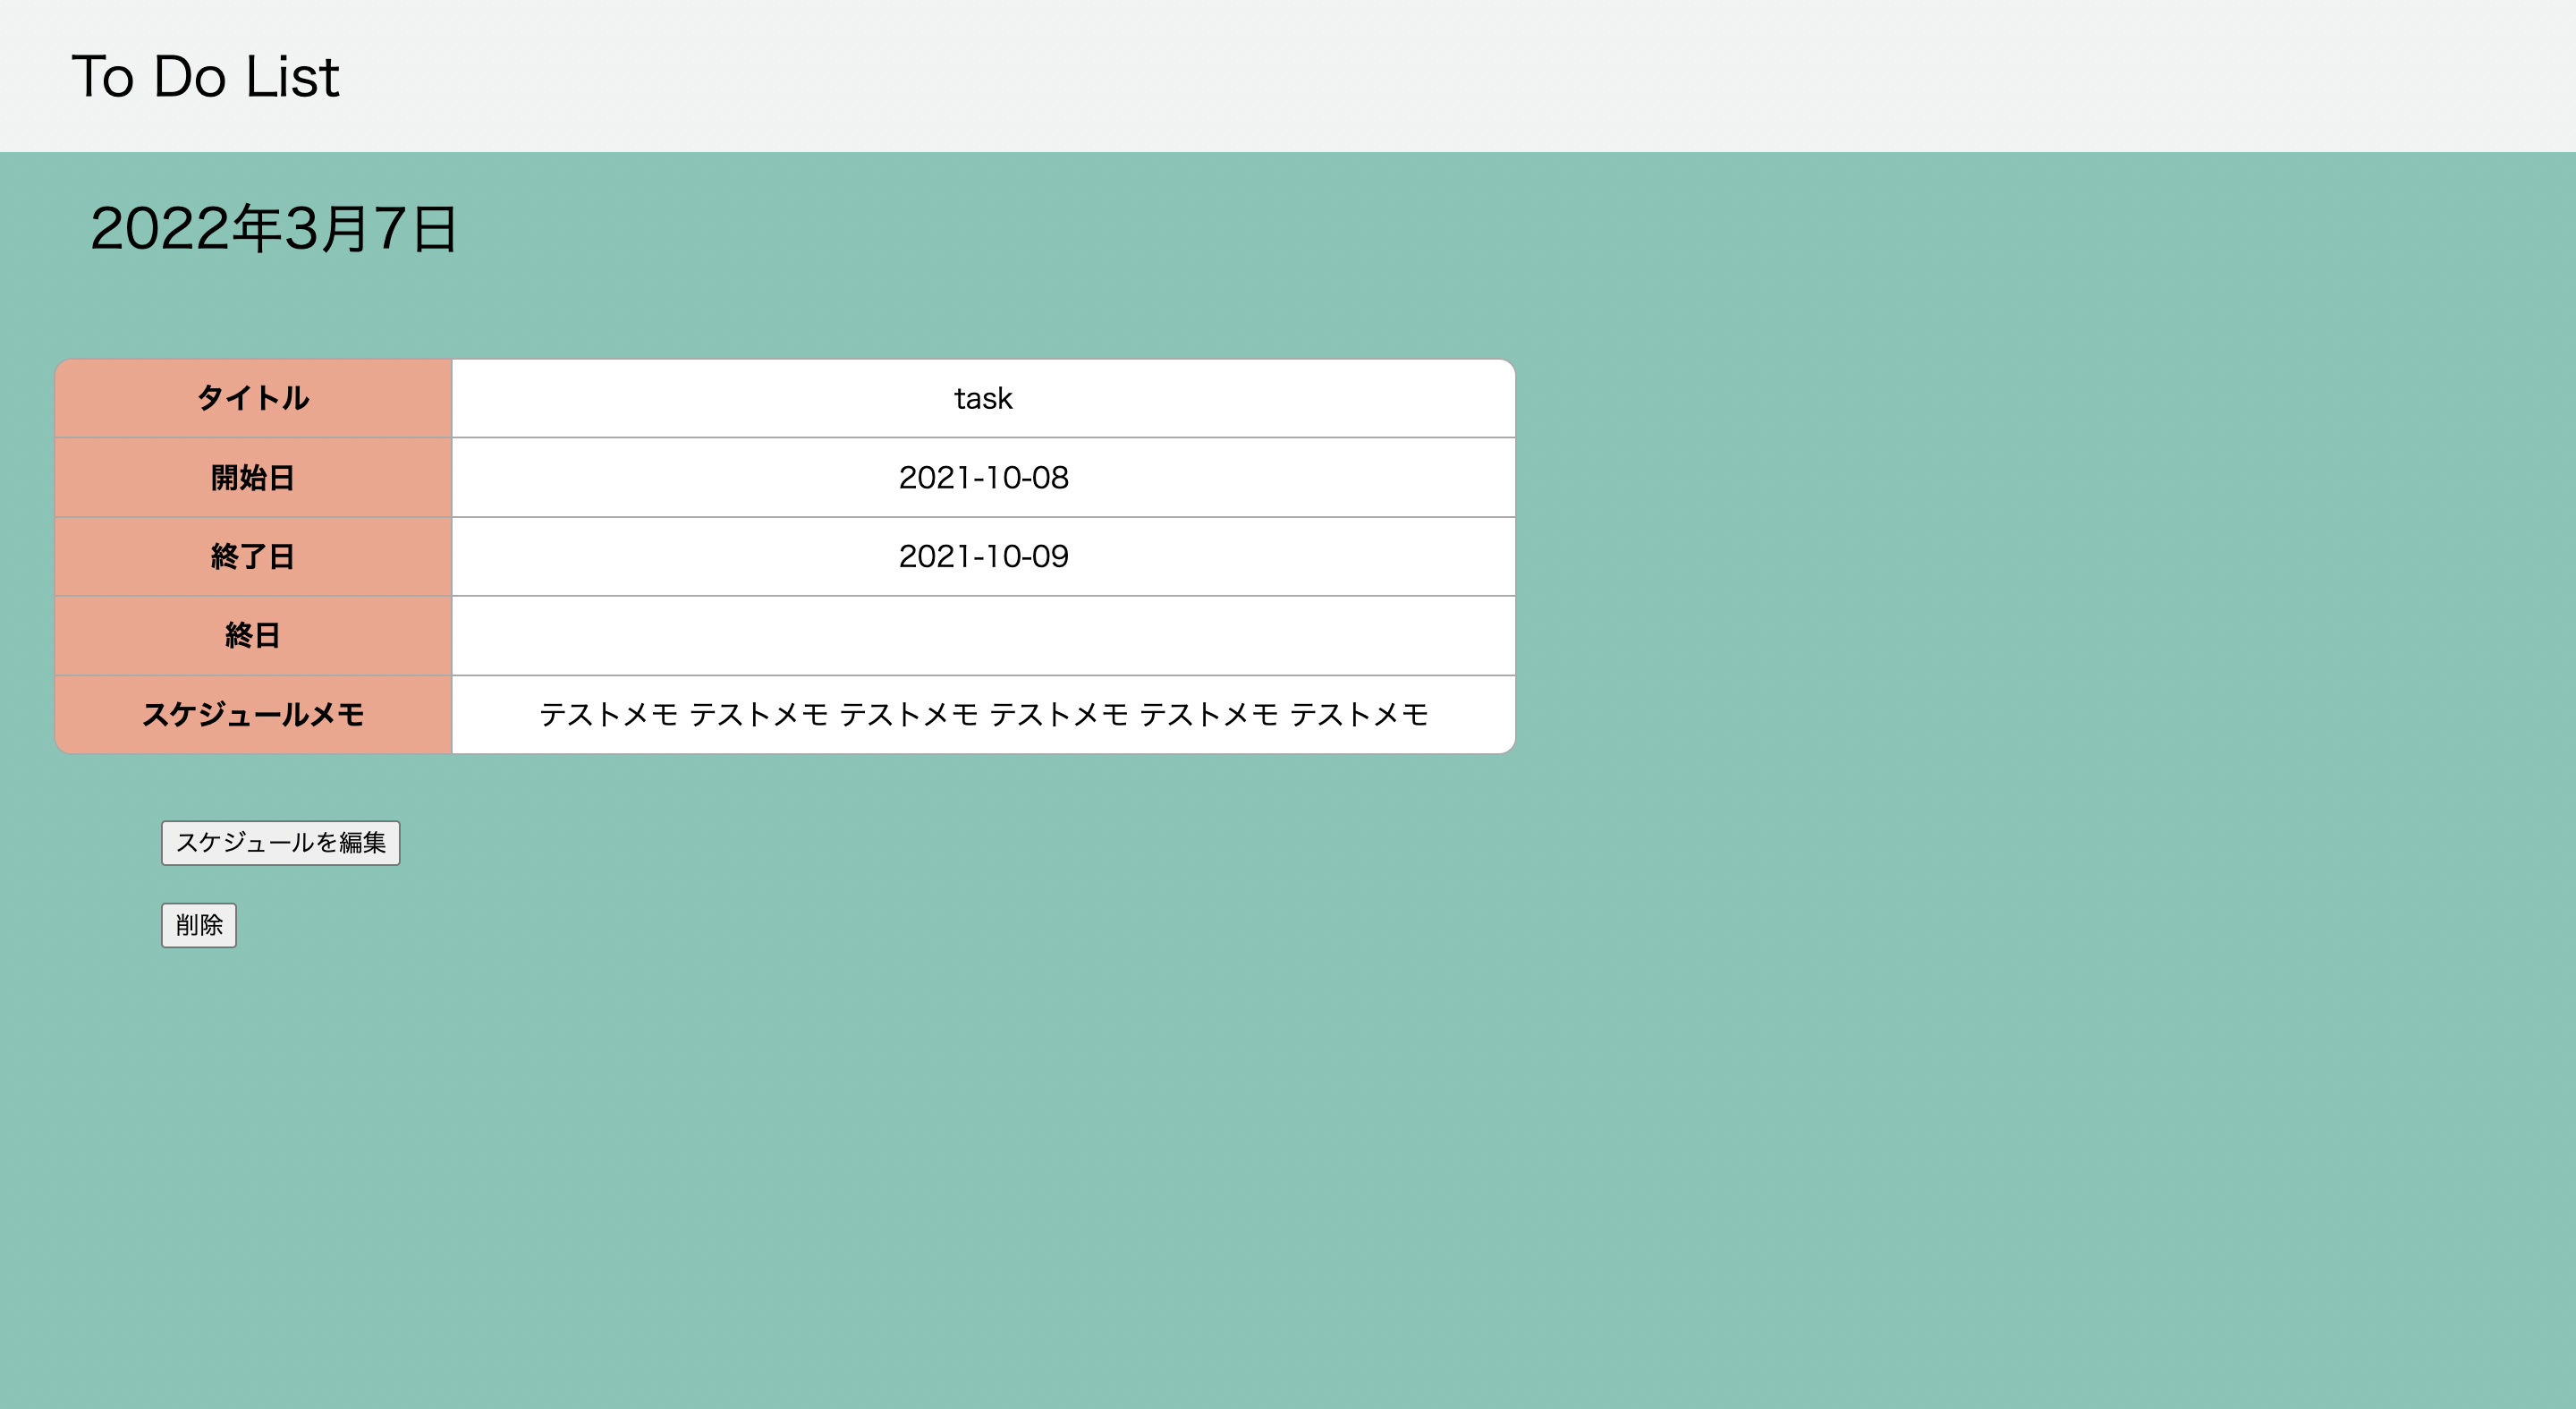 To Do List
2022年3月7日
タイトル task
開始日 2021-10-08
終了日 2021-10-09
終日
スケジュールメモ テストメモ テストメモ テストメモ テストメモ テストメモ テストメモ
スケジュールを編集
削除